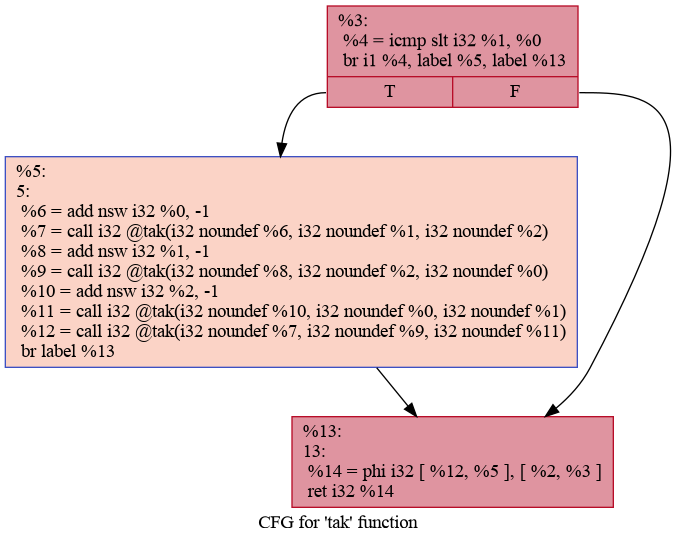 %3:
%4 = icmp slt i32 %1, %0
br i1 %4, label %5, label %13
T F
%5:
5:
%6 = add nsw i32 %0, -1
%7 = call i32 @tak(i32 noundef %6, i32 noundef %1, i32 noundef %2)
%8 = add nsw i32 %1, -1
%9 = call i32 @tak(i32 noundef %8, i32 noundef %2, i32 noundef %0)
%10 = add nsw i32 %2, -1
%11 = call i32 @tak(i32 noundef %10, i32 noundef %0, i32 noundef %1)
%12 = call i32 @tak(i32 noundef %7, i32 noundef %9, i32 noundef %11)
br label %13
%13:
13:
%14 = phi i32 [ %12, %5 ], [ %2, %3 ]
ret i32 %14
CFG for 'tak' function